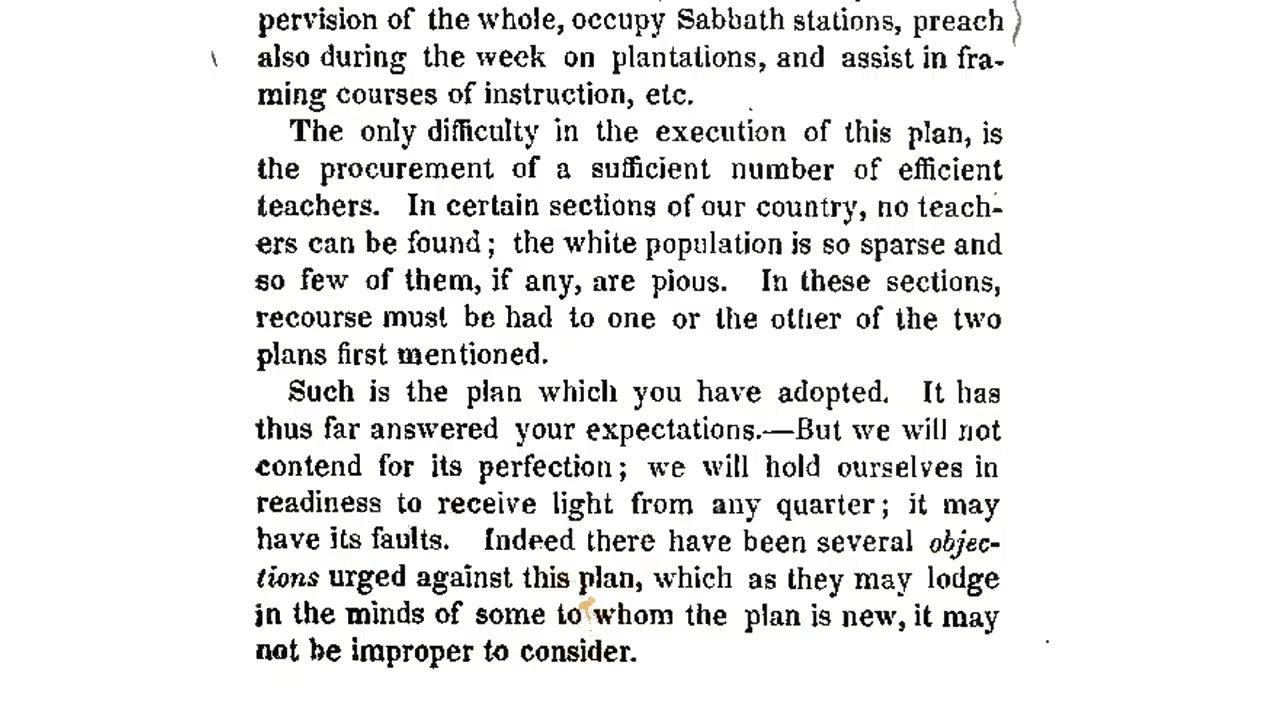 pervision of the whole, occupy Sabbath stations, preach
also during the week on plantations, and assist in fra-
ming courses of instruction, etc.
The only difficulty in the execution of this plan, is
the procurement of a sufficient number of efficient
teachers. In certain sections of our country, no teach-
ers can be found; the white population is so sparse and
so few of them, if any, are pious. In these sections,
recourse must be had to one or the other of the two
plans first mentioned.
Such is the plan which you have adopted. It has
thus far answered your expectations.—But we will not
contend for its perfection; we will hold ourselves in
readiness to receive light from any quarter; it may
have its faults. Indeed there have been several objec-
tions urged against this plan, which as they may lodge
in the minds of some to whom the plan is new, it may
not be improper to consider.